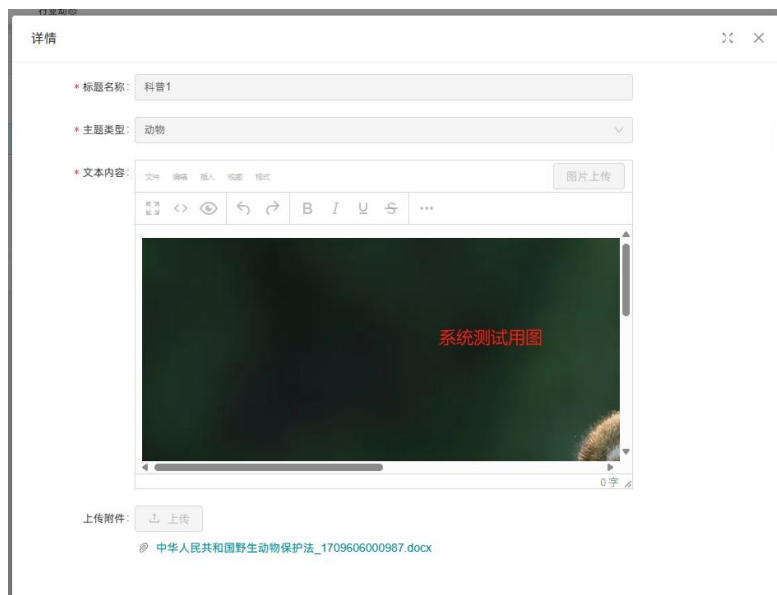 行业动态
详情
* 标题名称: 科普1
* 主题类型: 动物
* 文本内容: 文件 编辑 插入 视图 格式 图片上传
B I U S ...
系统测试用图
0 字
上传附件: 上传
中华人民共和国野生动物保护法_1709606000987.docx